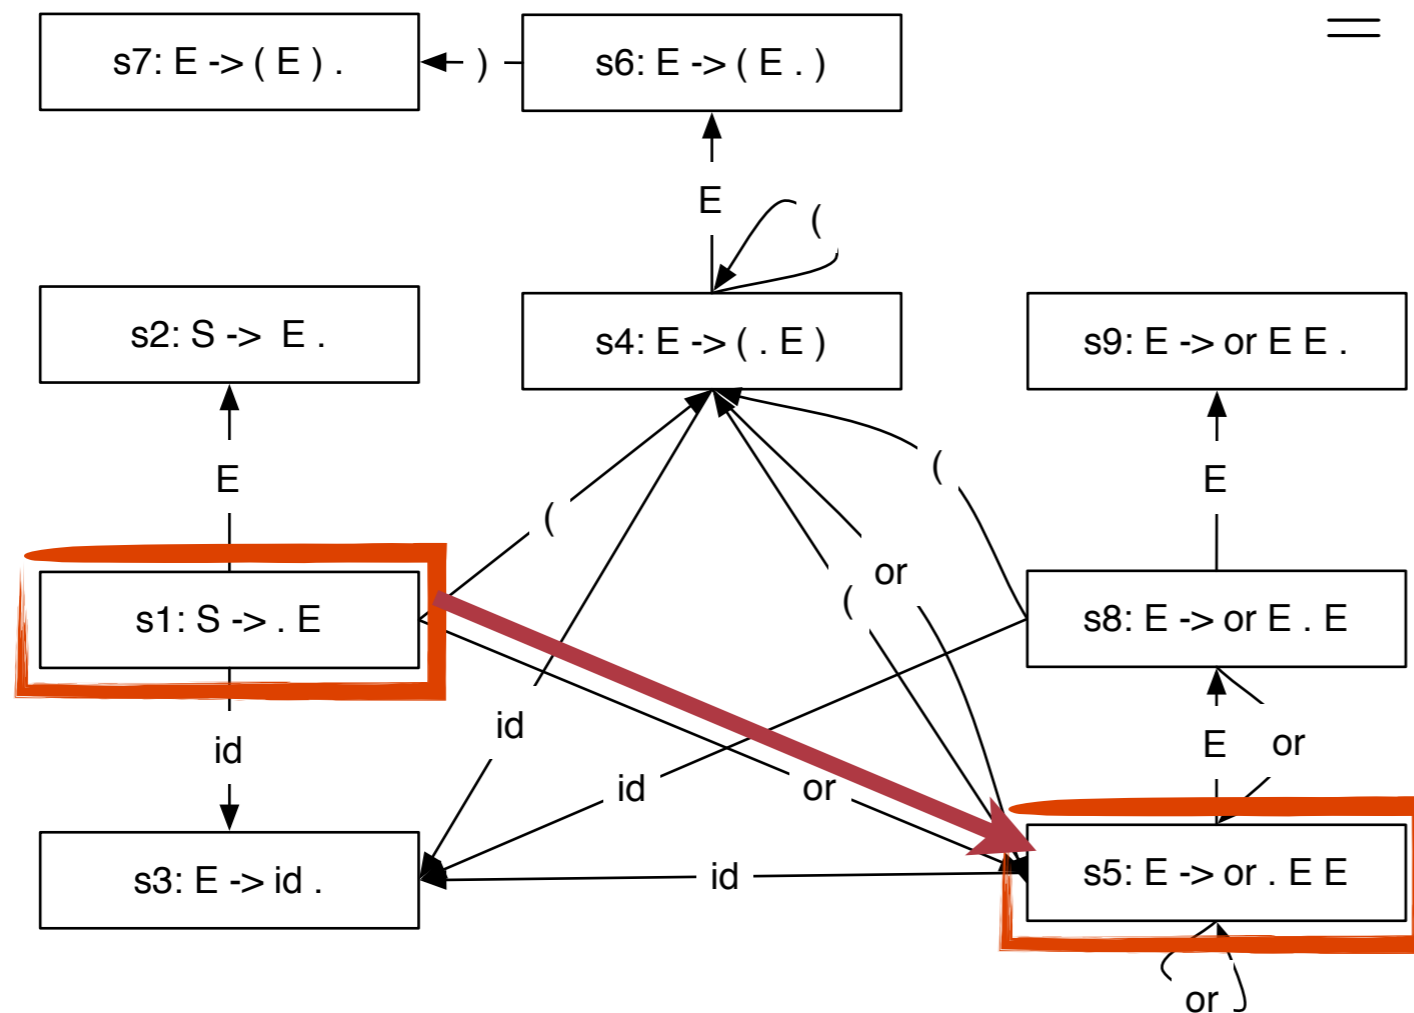 s7: E -> ( E ) .
)
s6: E -> ( E . )
E
(
s2: S -> E .
s4: E -> ( . E )
s9: E -> or E E .
E
(
(
E
or
(
s1: S -> . E
s8: E -> or E . E
id
id
E
or
id
or
s3: E -> id .
id
s5: E -> or . E E
or